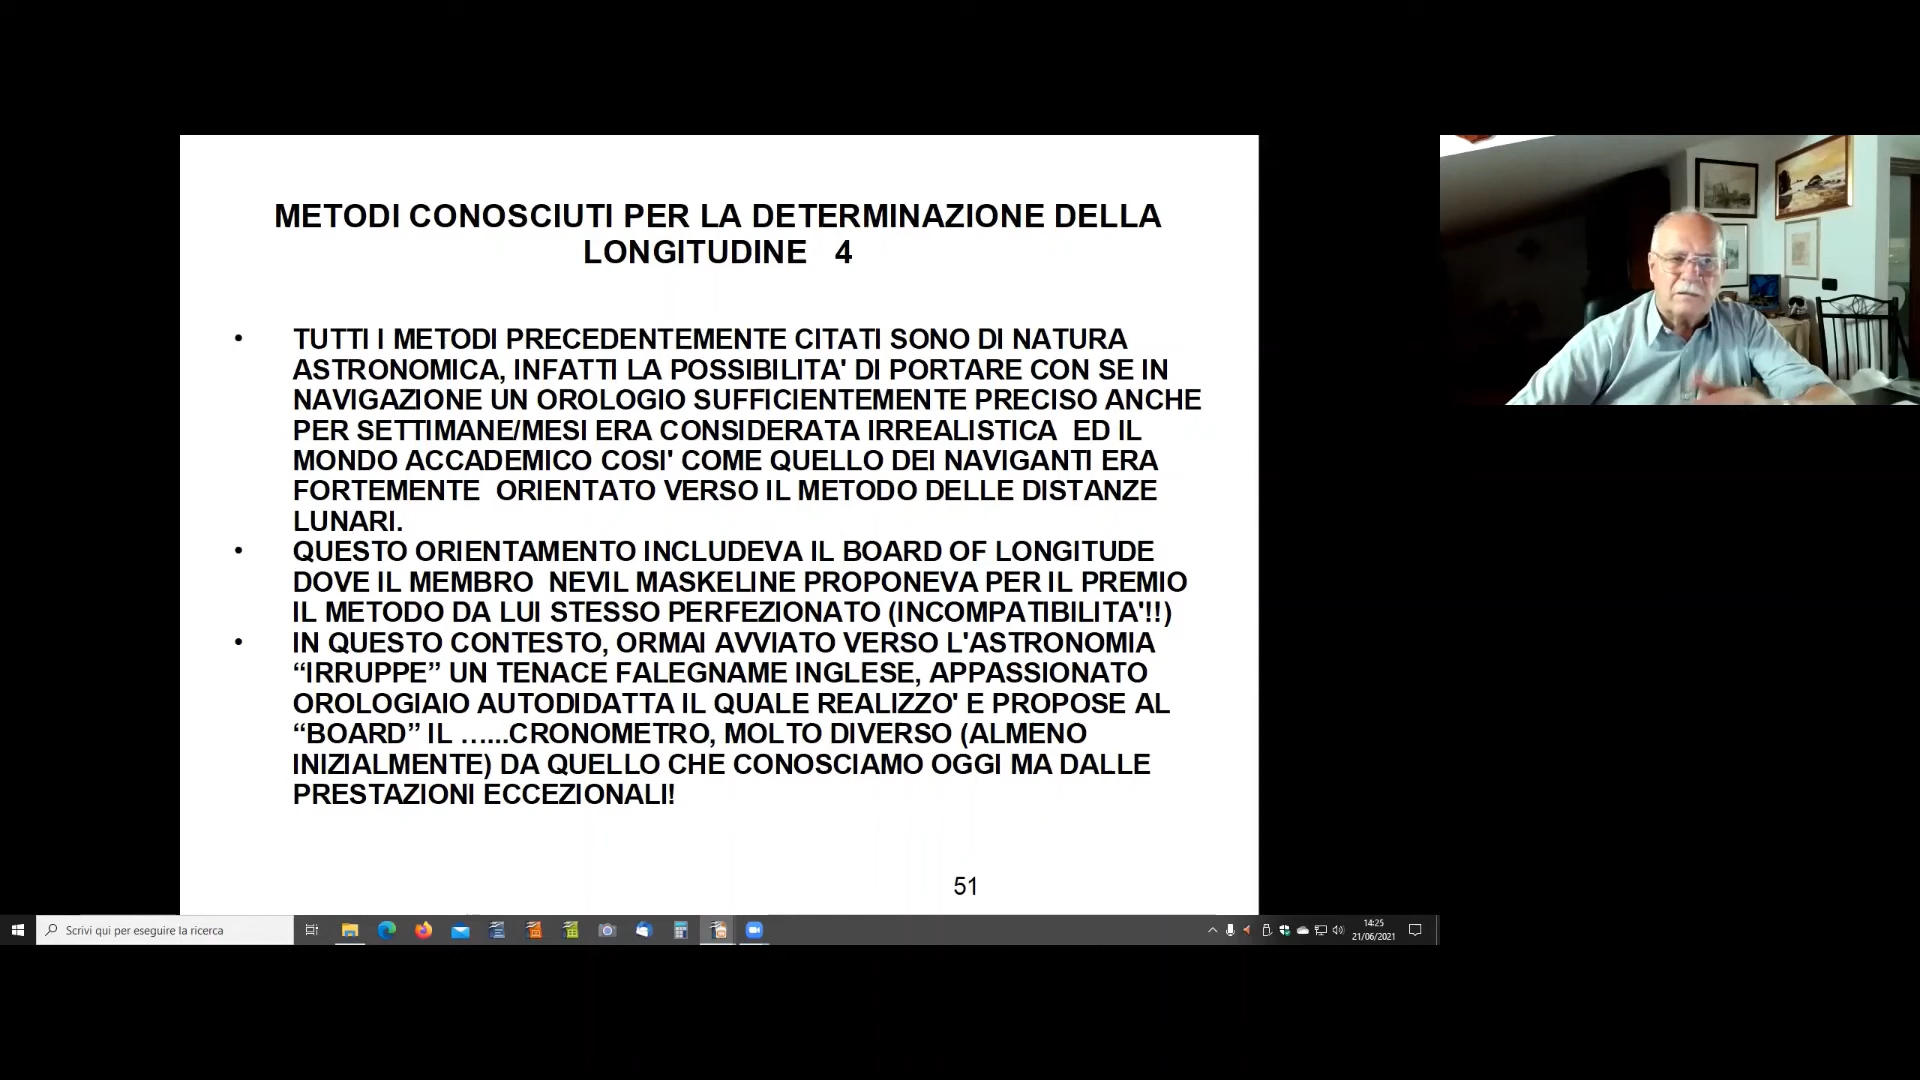 METODI CONOSCIUTI PER LA DETERMINAZIONE DELLA
LONGITUDINE 4
• TUTTI I METODI PRECEDENTEMENTE CITATI SONO DI NATURA
ASTRONOMICA, INFATTI LA POSSIBILITA' DI PORTARE CON SE IN
NAVIGAZIONE UN OROLOGIO SUFFICIENTEMENTE PRECISO ANCHE
PER SETTIMANE/MESI ERA CONSIDERATA IRREALISTICA ED IL
MONDO ACCADEMICO COSI' COME QUELLO DEI NAVIGANTI ERA
FORTEMENTE ORIENTATO VERSO IL METODO DELLE DISTANZE
LUNARI.
• QUESTO ORIENTAMENTO INCLUDEVA IL BOARD OF LONGITUDE
DOVE IL MEMBRO NEVIL MASKELINE PROPONEVA PER IL PREMIO
IL METODO DA LUI STESSO PERFEZIONATO (INCOMPATIBILITA'!!)
• IN QUESTO CONTESTO, ORMAI AVVIATO VERSO L'ASTRONOMIA
“IRRUPPE” UN TENACE FALEGNAME INGLESE, APPASSIONATO
OROLOGIAIO AUTODIDATTA IL QUALE REALIZZO' E PROPOSE AL
“BOARD” IL …...CRONOMETRO, MOLTO DIVERSO (ALMENO
INIZIALMENTE) DA QUELLO CHE CONOSCIAMO OGGI MA DALLE
PRESTAZIONI ECCEZIONALI!
51
Scrivi qui per eseguire la ricerca
14:25
21/06/2021